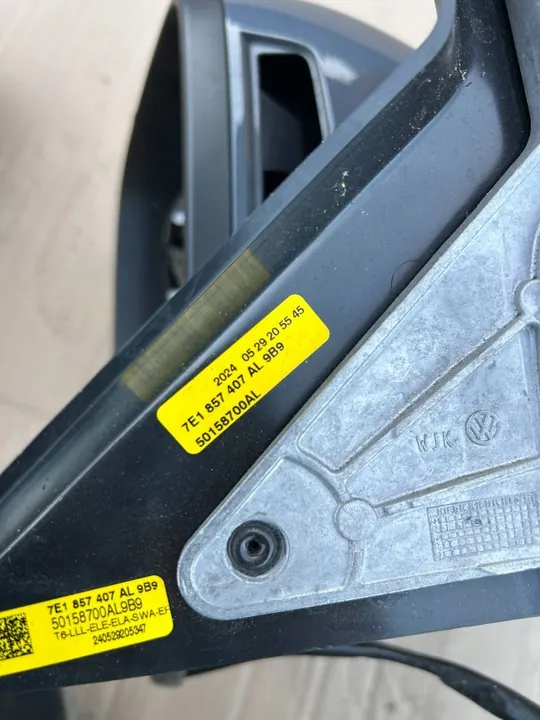 2024 05 29 20 55 45
7E1 857 407 AL 9B9
50158700AL
WJK
7E1 857 407 AL 9B9
50158700AL9B9
T6-LLL-ELE-ELA-SWA-EF
240529205347